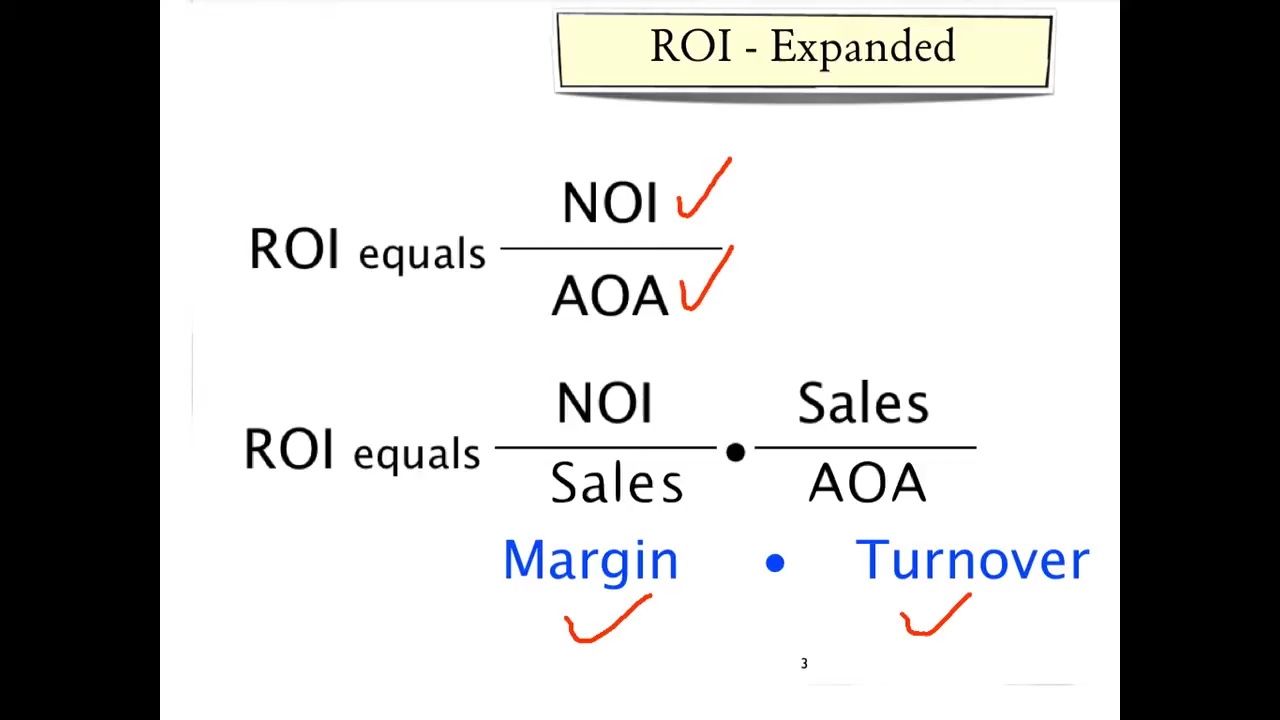 ROI - Expanded
NOI
ROI equals
AOA
NOI Sales
ROI equals •
Sales AOA
Margin • Turnover
3